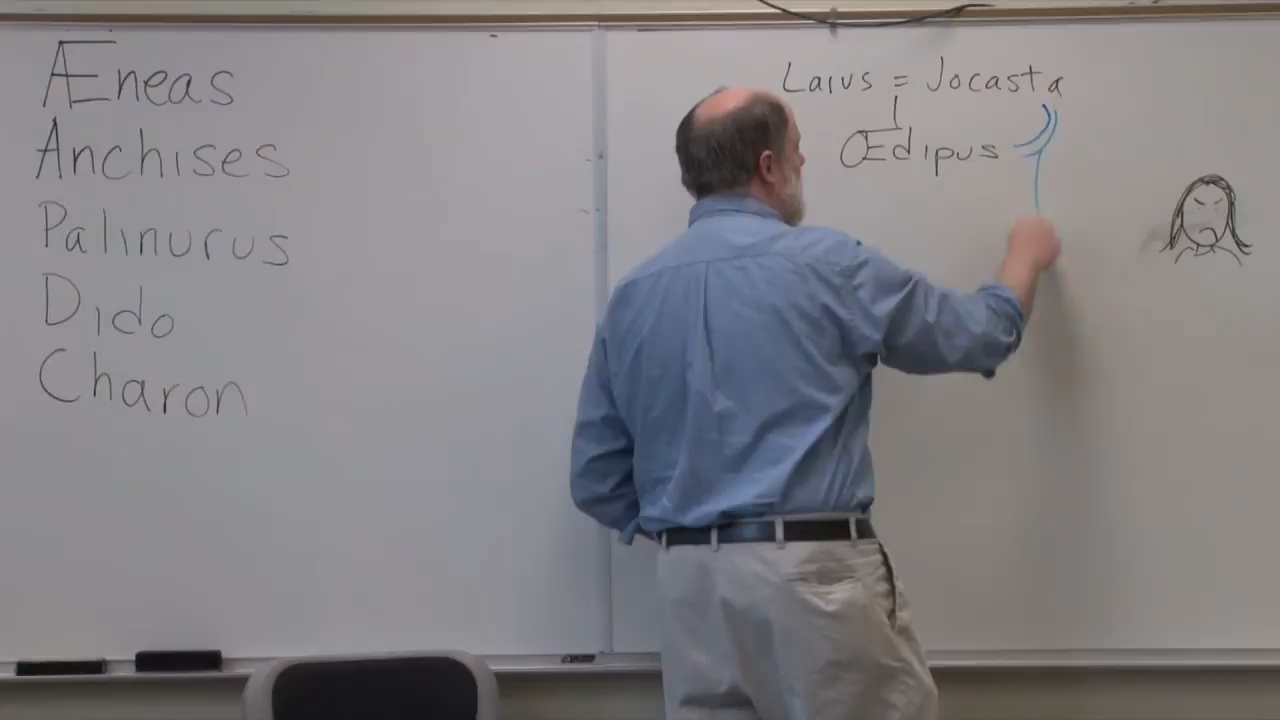 Æneas
Anchises
Palinurus
Dido
Charon
Laius = Jocasta
Œdipus